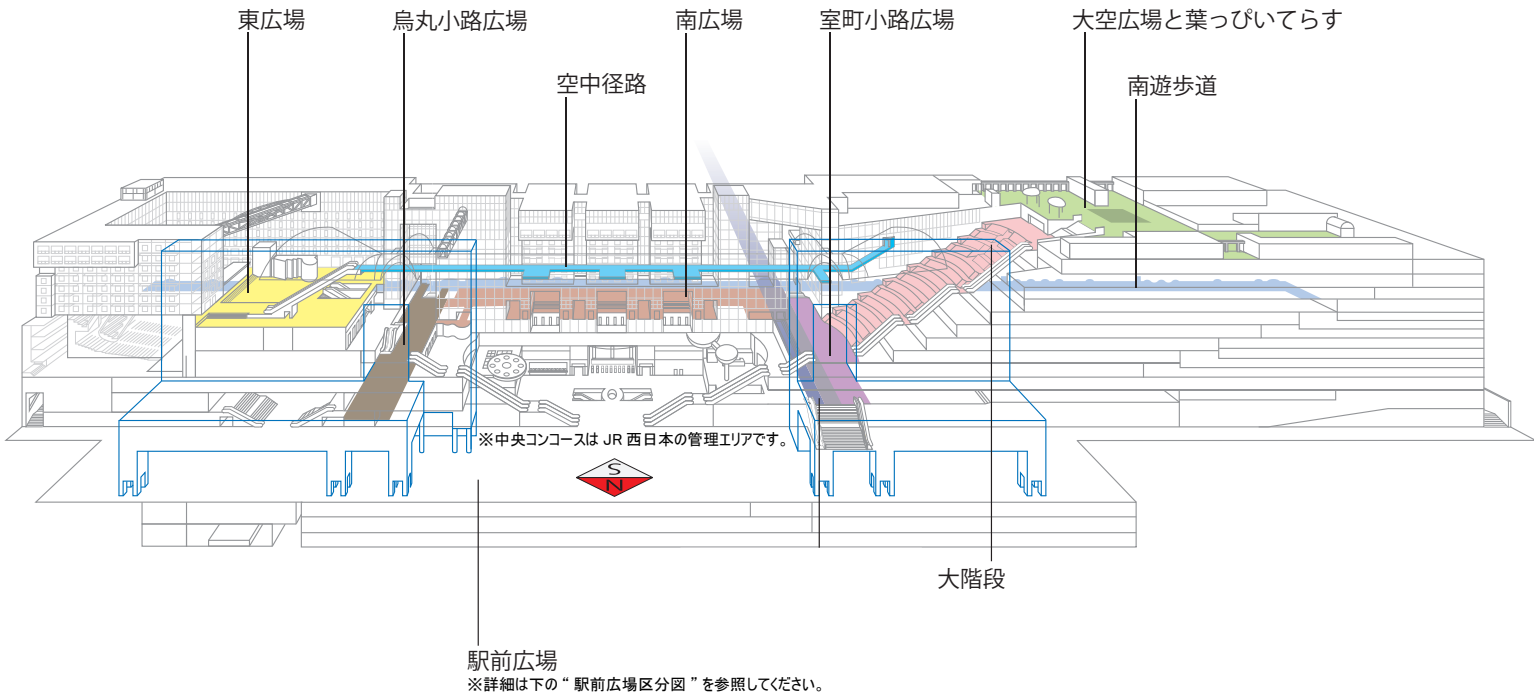 東広場
烏丸小路広場
南広場
室町小路広場
大空広場と葉っぴいてらす
空中径路
南遊歩道
※中央コンコースは JR 西日本の管理エリアです。
S
N
大階段
駅前広場
※詳細は下の “ 駅前広場区分図 ” を参照してください。